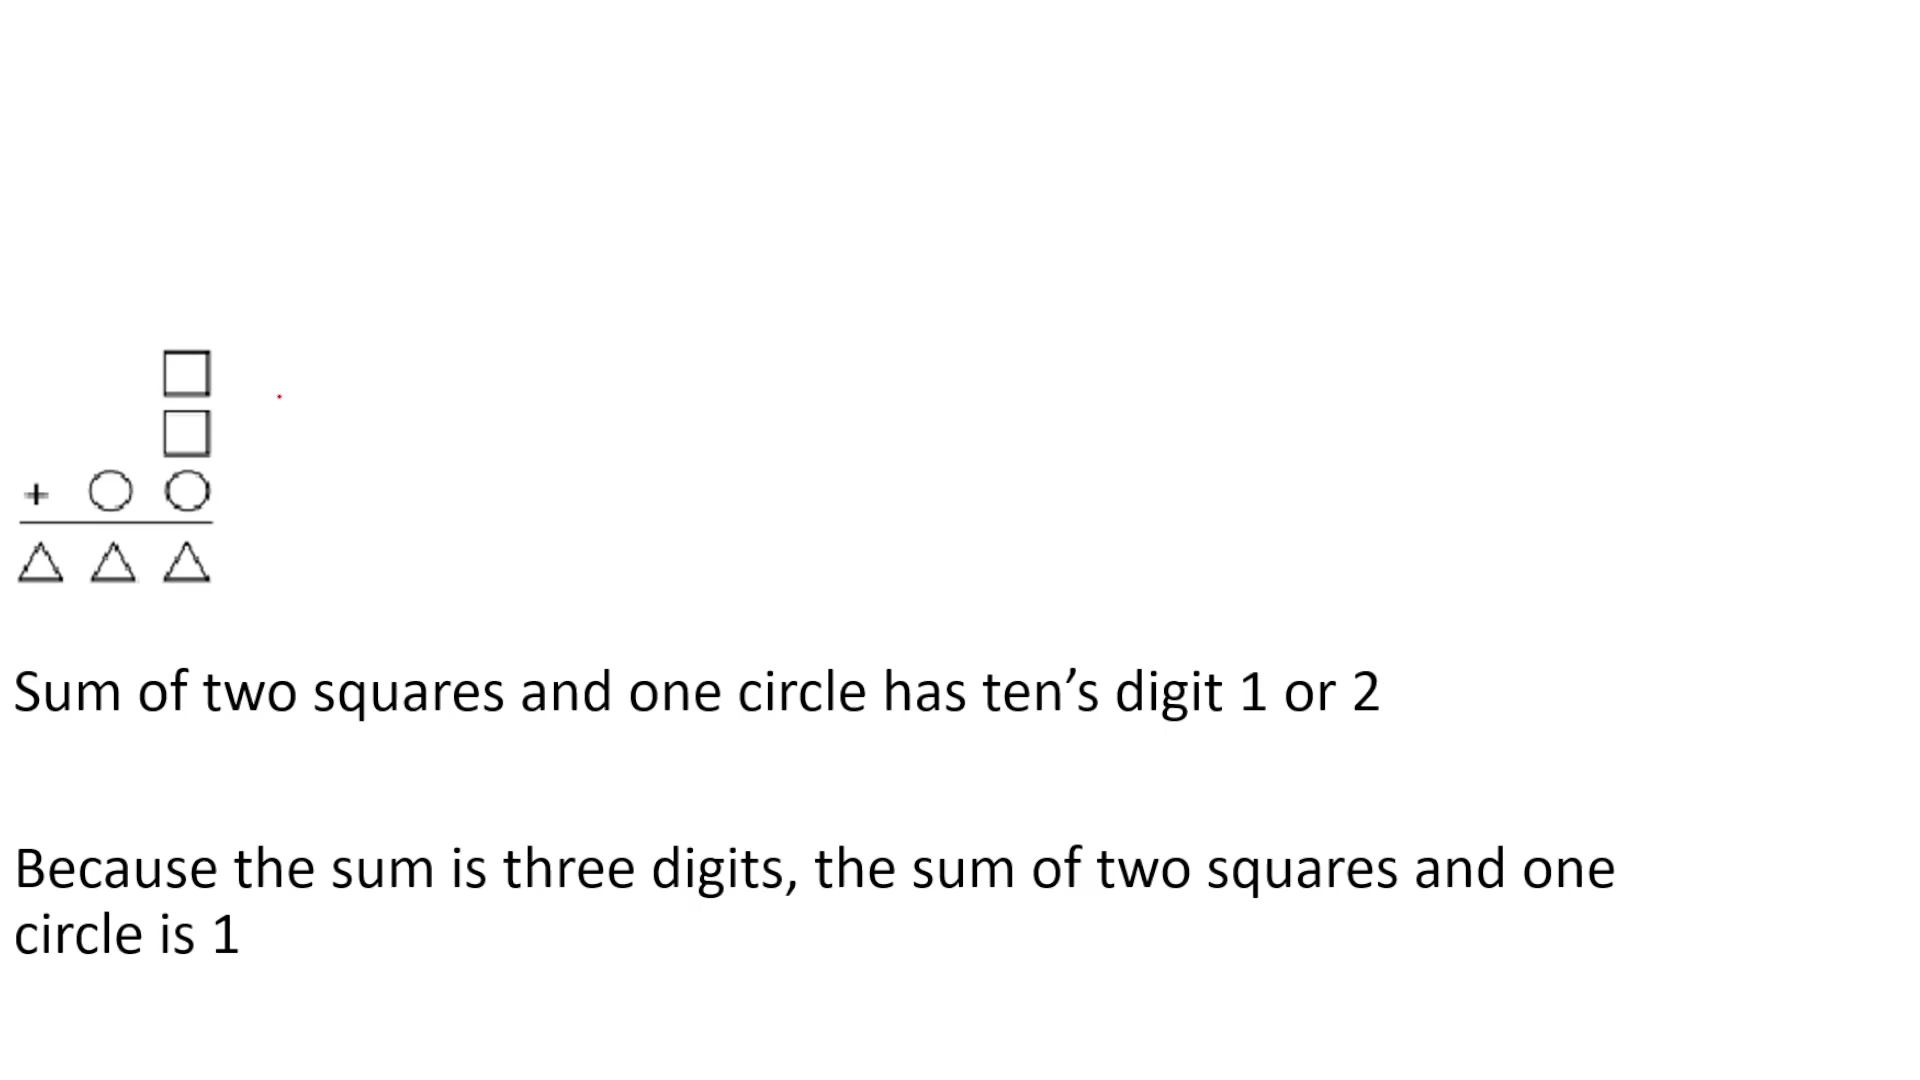 +
Sum of two squares and one circle has ten’s digit 1 or 2
Because the sum is three digits, the sum of two squares and one
circle is 1